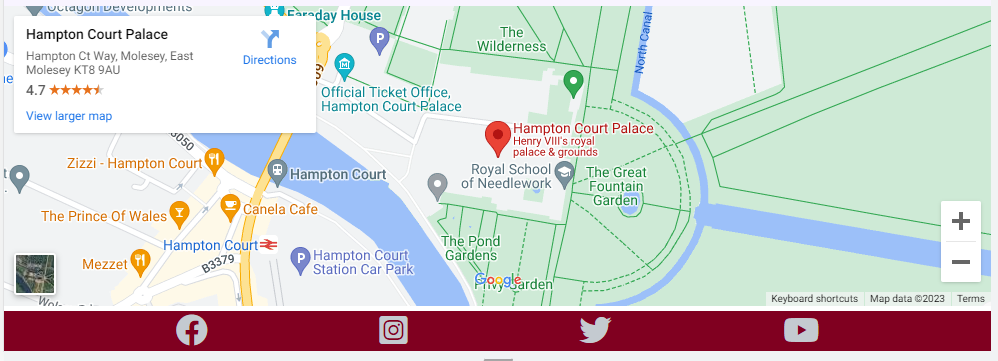 Octagon Developments
Faraday House
Hampton Court Palace
Hampton Ct Way, Molesey, East
Molesey KT8 9AU
4.7
Directions
View larger map
The
Wilderness
North Canal
P
Official Ticket Office,
Hampton Court Palace
Hampton Court Palace
Henry VIII's royal
palace & grounds
Royal School
of Needlework
The Great
Fountain
Garden
Zizzi - Hampton Court
Hampton Court
The Prince Of Wales
Canela Cafe
Hampton Court
B3379
Mezzet
P
Hampton Court
Station Car Park
The Pond
Gardens
Google
Privy Garden
+
−
Keyboard shortcuts
Map data ©2023
Terms